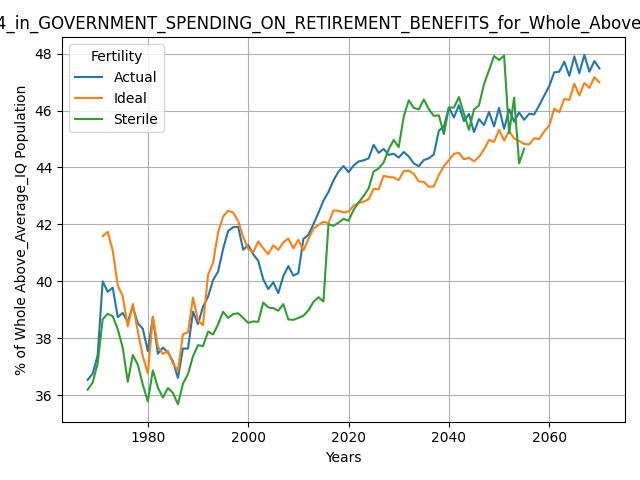 4_in_GOVERNMENT_SPENDING_ON_RETIREMENT_BENEFITS_for_Whole_Above
Fertility
Actual
Ideal
Sterile
% of Whole Above_Average_IQ Population
48
46
44
42
40
38
36
1980
2000
2020
2040
2060
Years